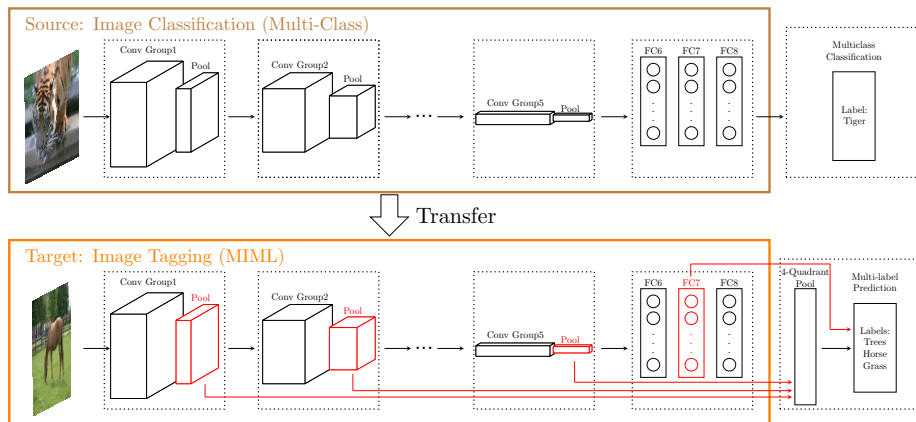 Source: Image Classification (Multi-Class)
Conv Group1
Pool
Conv Group2
Pool
...
Conv Group5
Pool
FC6
FC7
FC8
Multiclass
Classification
Label:
Tiger
Transfer
Target: Image Tagging (MIML)
Conv Group1
Pool
Conv Group2
Pool
...
Conv Group5
Pool
FC6
FC7
FC8
4-Quadrant
Pool
Multi-label
Prediction
Labels:
Trees
Horse
Grass